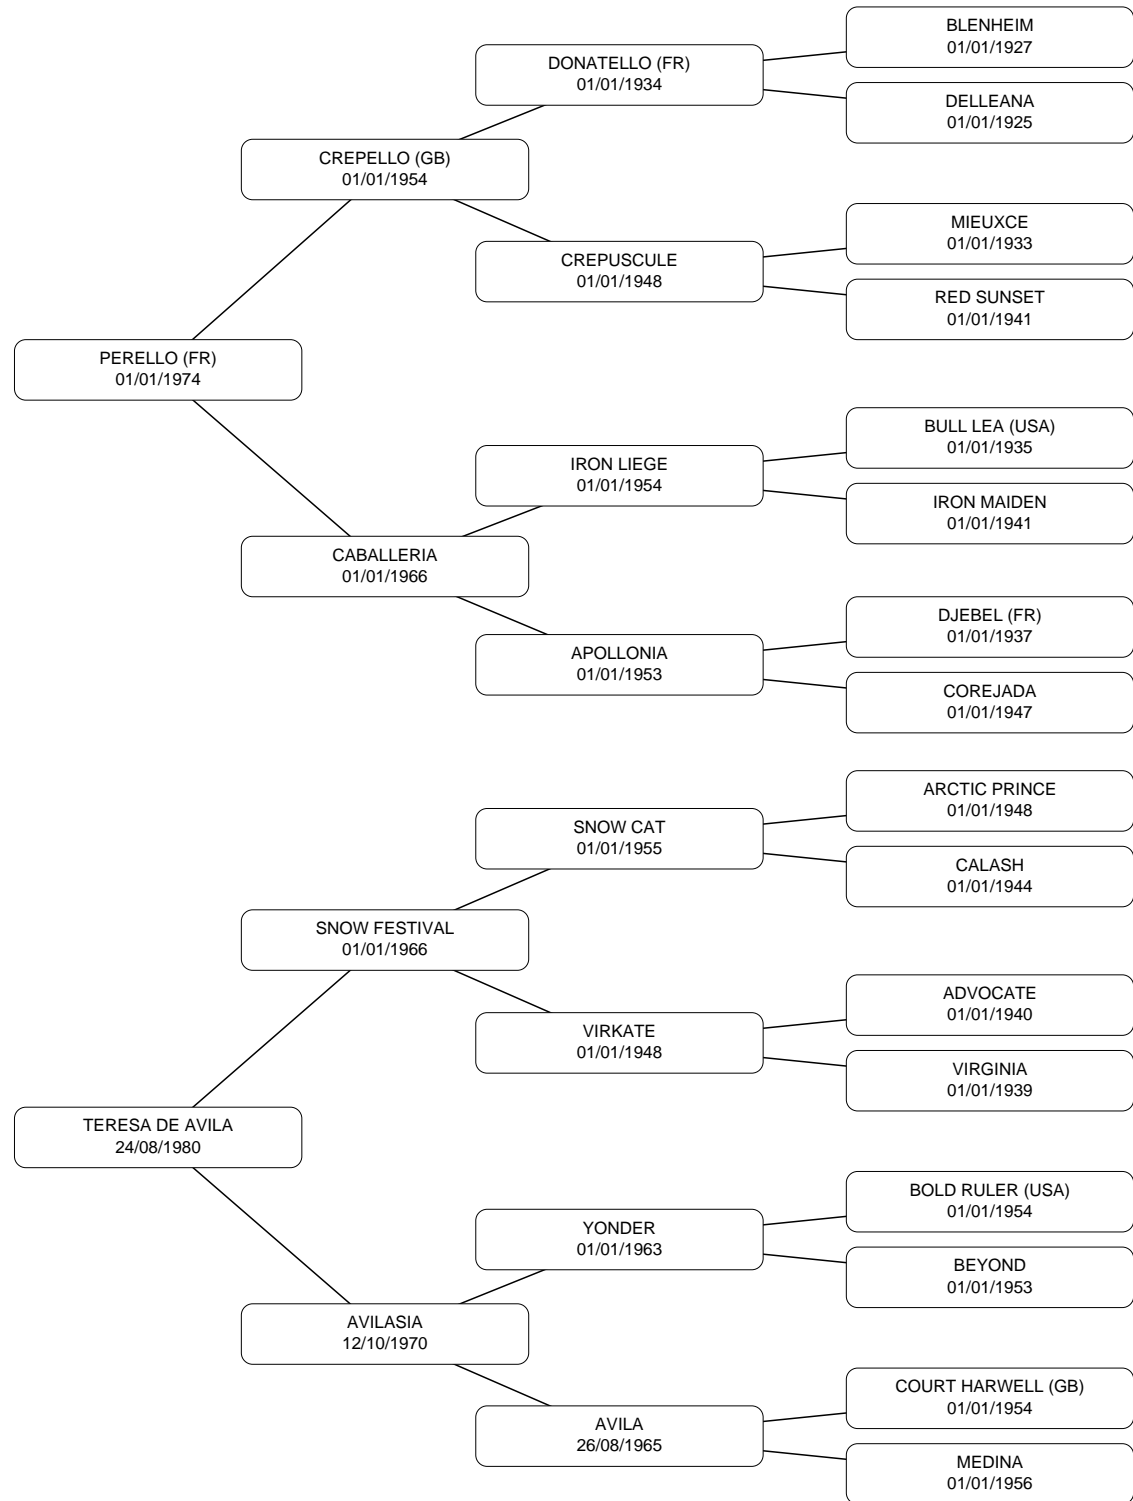 BLENHEIM
01/01/1927
DONATELLO (FR)
01/01/1934
DELLEANA
01/01/1925
CREPELLO (GB)
01/01/1954
MIEUXCE
01/01/1933
CREPUSCULE
01/01/1948
RED SUNSET
01/01/1941
PERELLO (FR)
01/01/1974
BULL LEA (USA)
01/01/1935
IRON LIEGE
01/01/1954
IRON MAIDEN
01/01/1941
CABALLERIA
01/01/1966
DJEBEL (FR)
01/01/1937
APOLLONIA
01/01/1953
COREJADA
01/01/1947
ARCTIC PRINCE
01/01/1948
SNOW CAT
01/01/1955
CALASH
01/01/1944
SNOW FESTIVAL
01/01/1966
ADVOCATE
01/01/1940
VIRKATE
01/01/1948
VIRGINIA
01/01/1939
TERESA DE AVILA
24/08/1980
BOLD RULER (USA)
01/01/1954
YONDER
01/01/1963
BEYOND
01/01/1953
AVILASIA
12/10/1970
COURT HARWELL (GB)
01/01/1954
AVILA
26/08/1965
MEDINA
01/01/1956